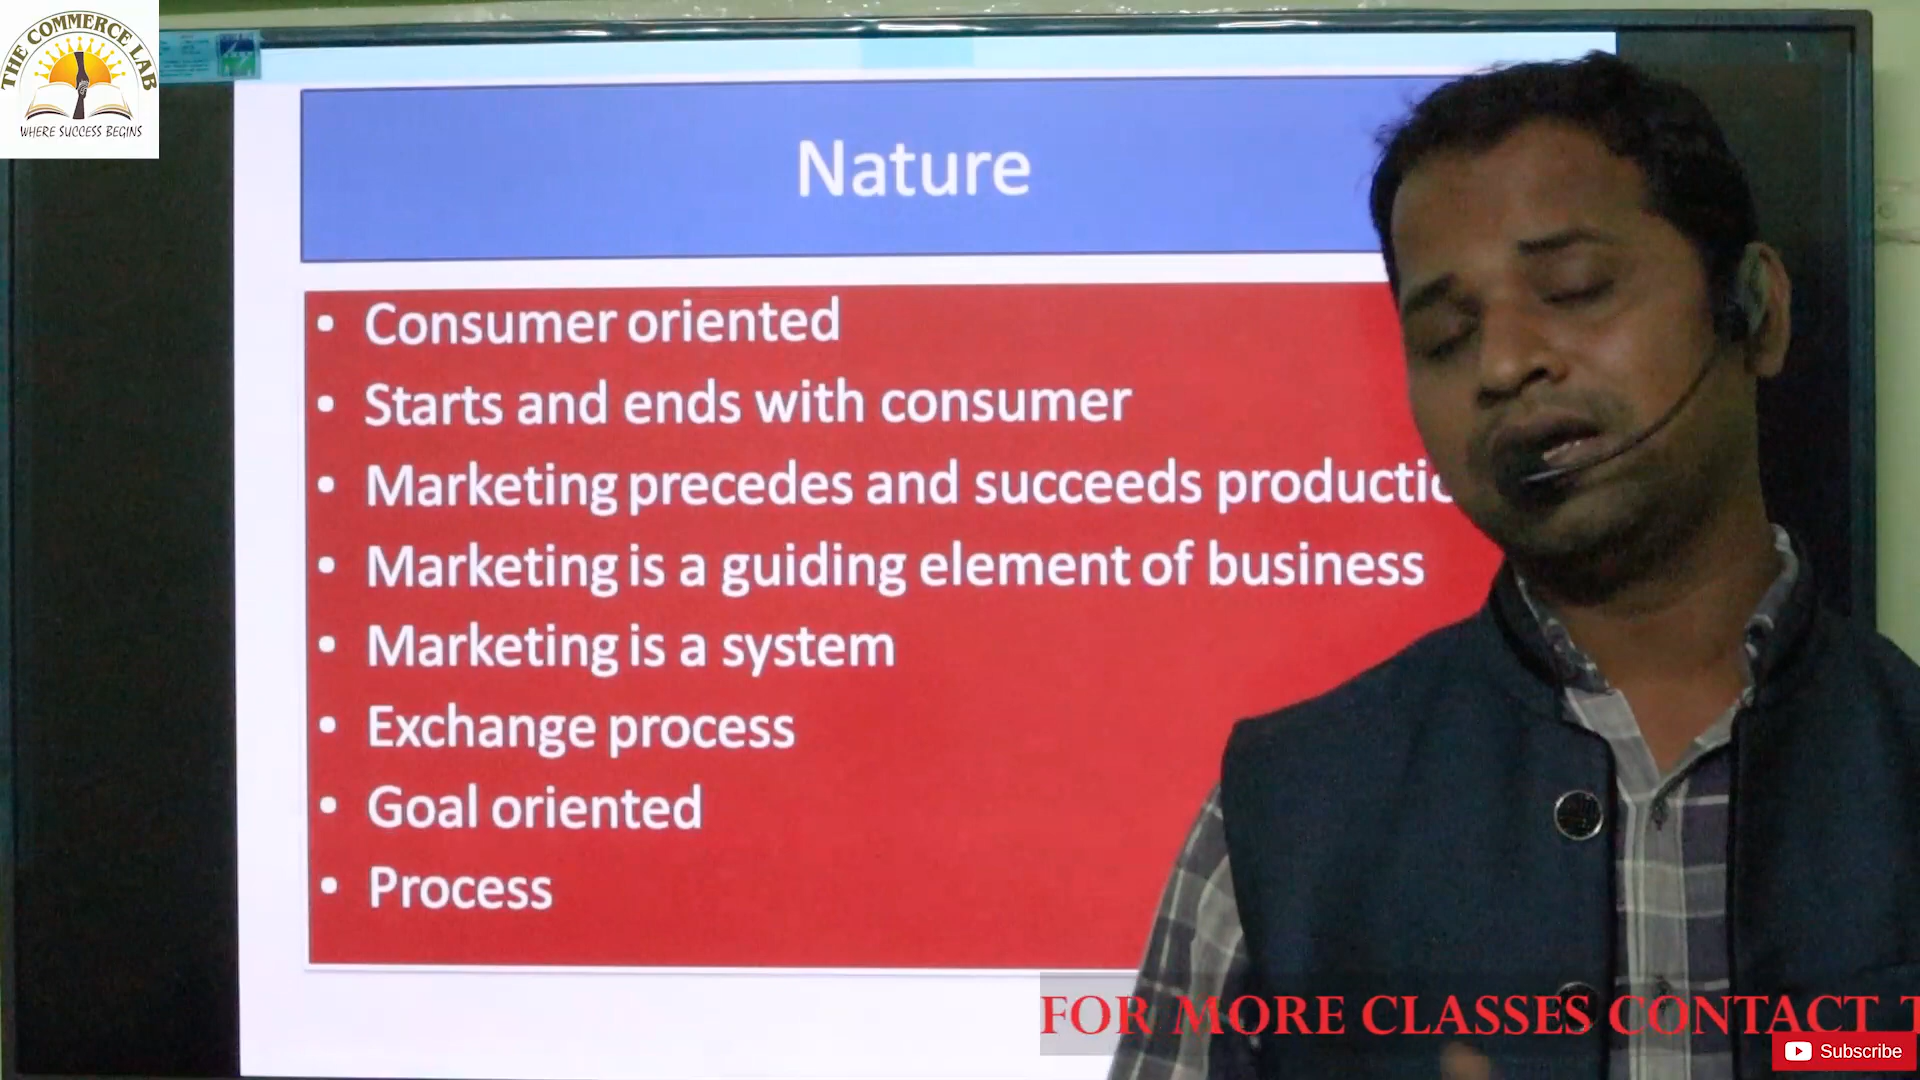 THE COMMERCE LAB
WHERE SUCCESS BEGINS
Nature
• Consumer oriented
• Starts and ends with consumer
• Marketing precedes and succeeds productio
• Marketing is a guiding element of business
• Marketing is a system
• Exchange process
• Goal oriented
• Process
FOR MORE CLASSES CONTACT T
Subscribe